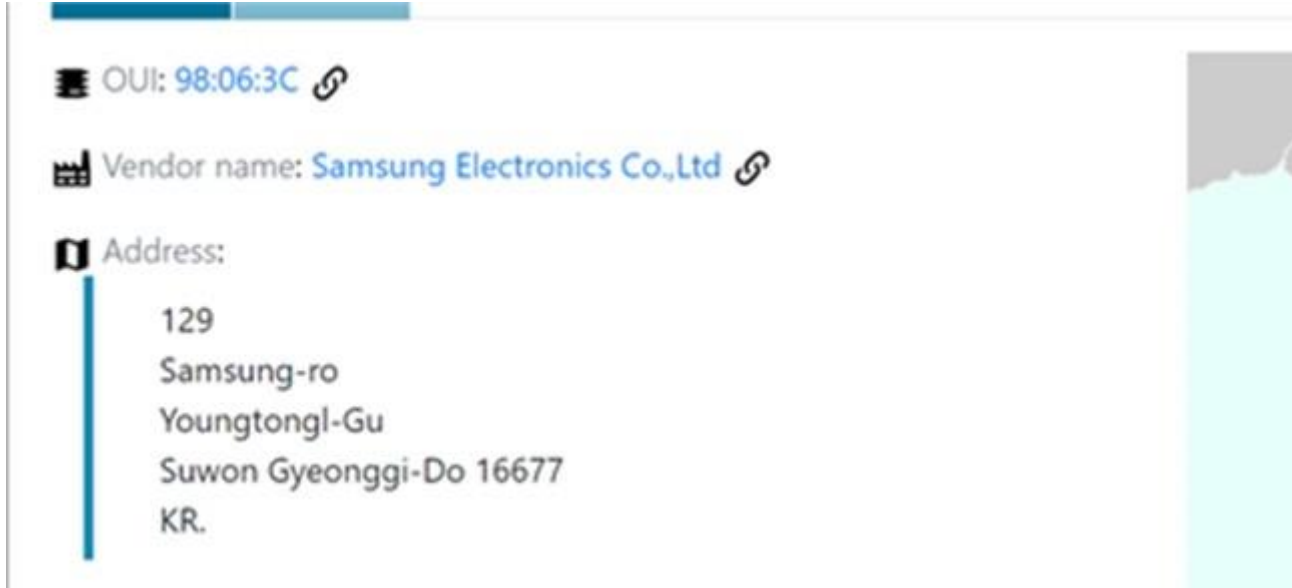 OUI: 98:06:3C
Vendor name: Samsung Electronics Co.,Ltd
Address:
129
Samsung-ro
Youngtongl-Gu
Suwon Gyeonggi-Do 16677
KR.